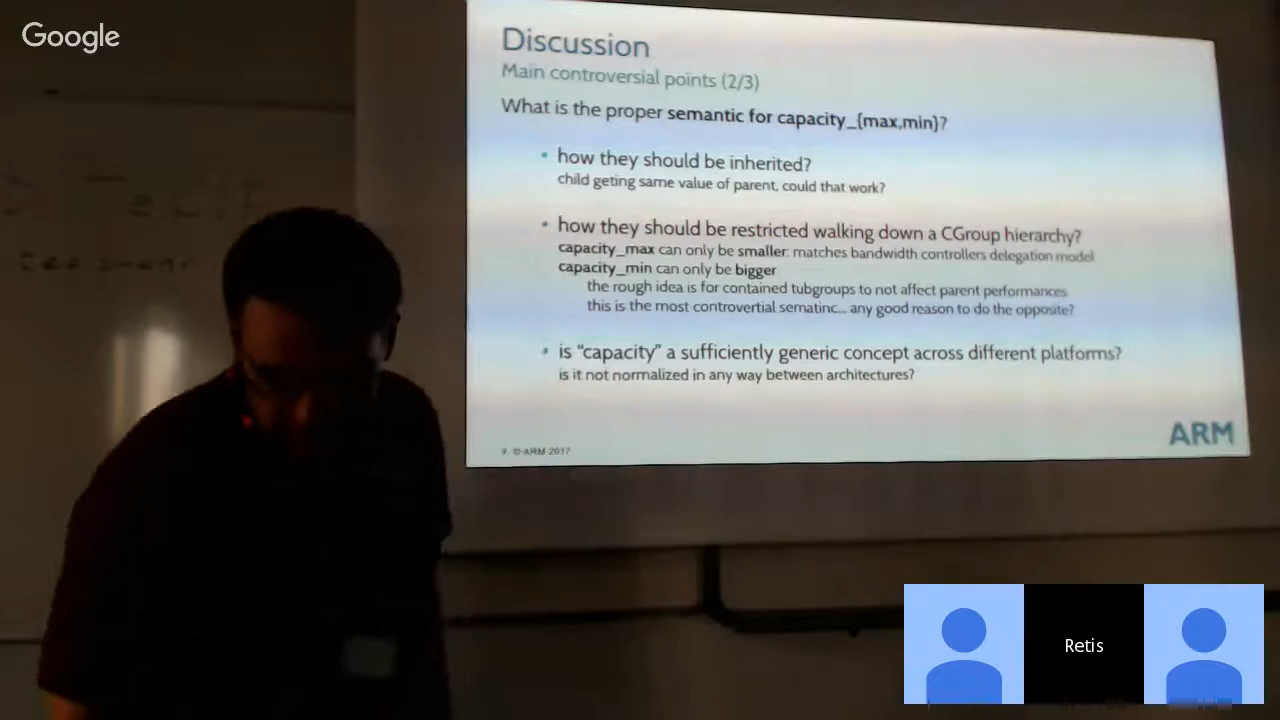 Google
Discussion
Main controversial points (2/3)
What is the proper semantic for capacity_{max,min}?
• how they should be inherited?
child geting same value of parent, could that work?
• how they should be restricted walking down a CGroup hierarchy?
capacity_max can only be smaller: matches bandwidth controllers delegation model
capacity_min can only be bigger
the rough idea is for contained tubgroups to not affect parent performances
this is the most controvertial sematinc... any good reason to do the opposite?
• is “capacity” a sufficiently generic concept across different platforms?
is it not normalized in any way between architectures?
9 © ARM 2017
ARM
Retis